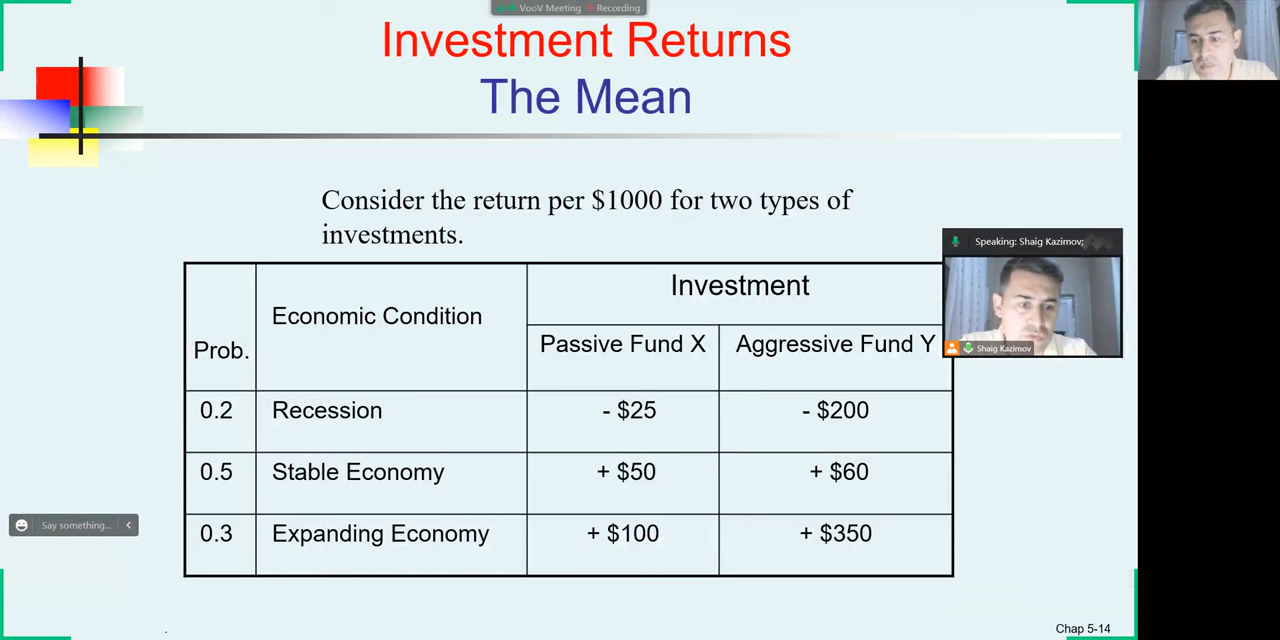 VooV Meeting Recording
Investment Returns
The Mean
Consider the return per $1000 for two types of
investments.
Speaking: Shaig Kazimov;
Shaig Kazimov
Prob.
Economic Condition
Investment
Passive Fund X
Aggressive Fund Y
0.2 Recession - $25 - $200
0.5 Stable Economy + $50 + $60
0.3 Expanding Economy + $100 + $350
Say something...
Chap 5-14